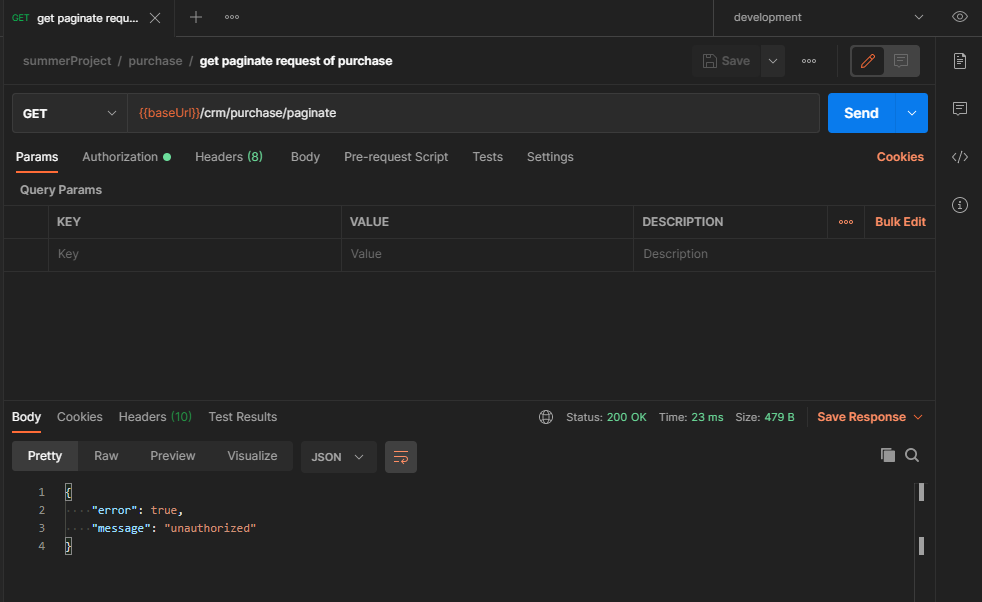 GET get paginate requ...
development
summerProject / purchase / get paginate request of purchase
Save
GET
{{baseUrl}}/crm/purchase/paginate
Send
Params Authorization Headers (8) Body Pre-request Script Tests Settings Cookies
Query Params
KEY VALUE DESCRIPTION Bulk Edit
Key Value Description
Body Cookies Headers (10) Test Results Status: 200 OK Time: 23 ms Size: 479 B Save Response
Pretty Raw Preview Visualize JSON
1 {
2 "error": true,
3 "message": "unauthorized"
4 }